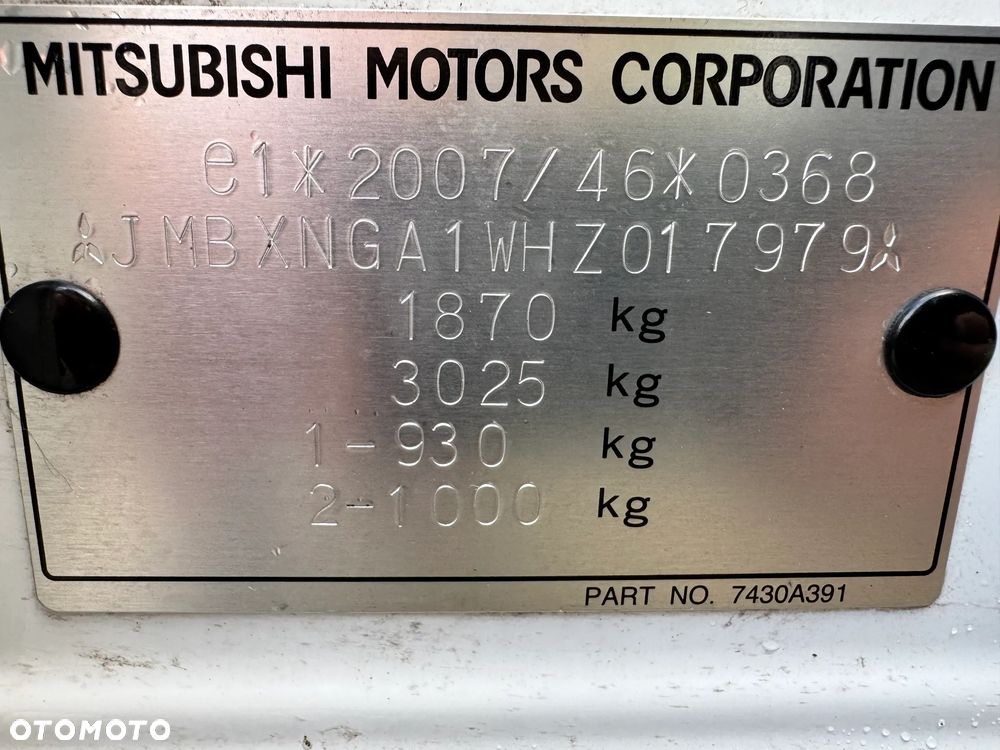 MITSUBISHI MOTORS CORPORATION
e1*2007/46*0368
JMBXNGA1WHZ017979
1870 kg
3025 kg
1-930 kg
2-1000 kg
PART NO. 7430A391
OTOMOTO